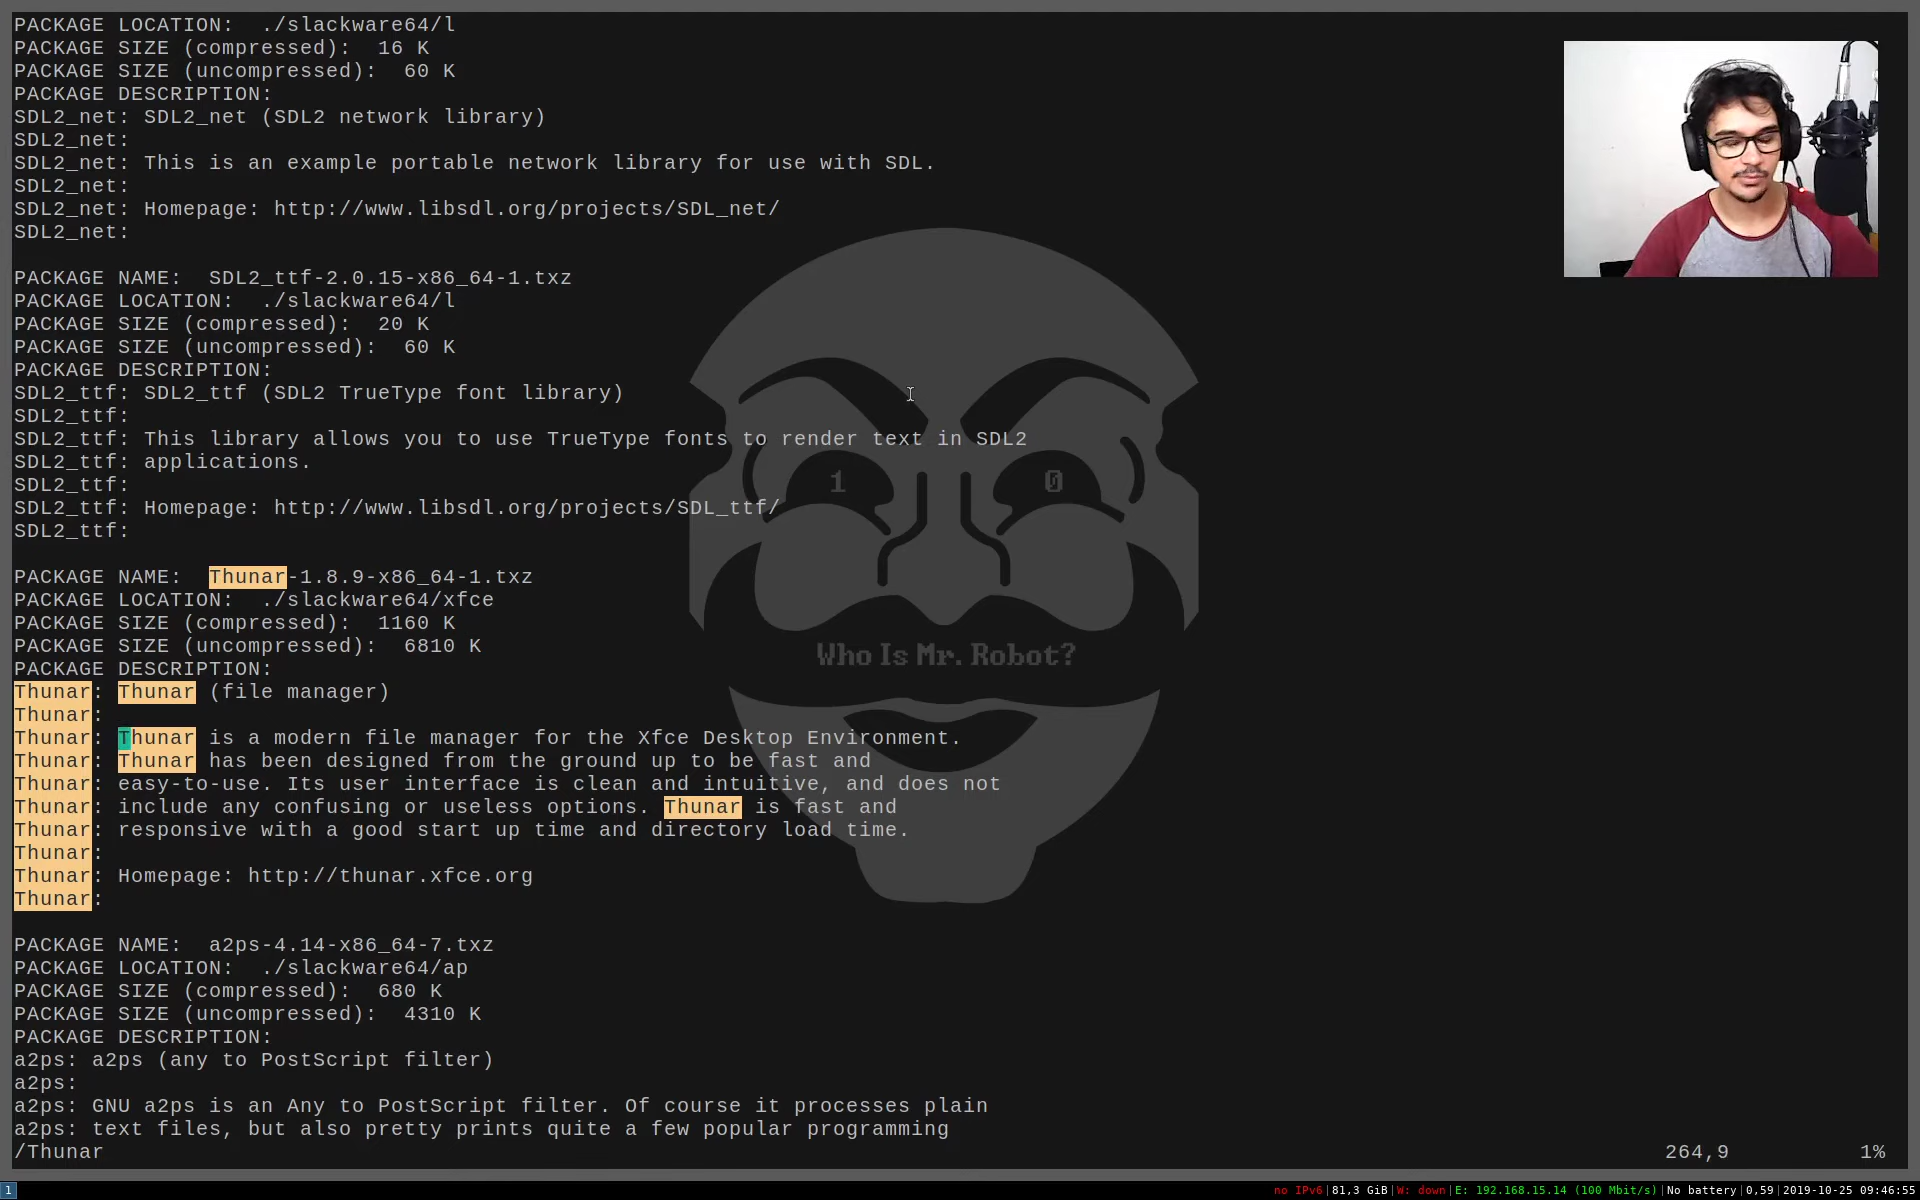 PACKAGE LOCATION:  ./slackware64/l
PACKAGE SIZE (compressed):  16 K
PACKAGE SIZE (uncompressed):  60 K
PACKAGE DESCRIPTION:
SDL2_net: SDL2_net (SDL2 network library)
SDL2_net:
SDL2_net: This is an example portable network library for use with SDL.
SDL2_net:
SDL2_net: Homepage: http://www.libsdl.org/projects/SDL_net/
SDL2_net:
PACKAGE NAME:  SDL2_ttf-2.0.15-x86_64-1.txz
PACKAGE LOCATION:  ./slackware64/l
PACKAGE SIZE (compressed):  20 K
PACKAGE SIZE (uncompressed):  60 K
PACKAGE DESCRIPTION:
SDL2_ttf: SDL2_ttf (SDL2 TrueType font library)
SDL2_ttf:
SDL2_ttf: This library allows you to use TrueType fonts to render text in SDL2
SDL2_ttf: applications.
SDL2_ttf:
1 0
SDL2_ttf: Homepage: http://www.libsdl.org/projects/SDL_ttf/
SDL2_ttf:
PACKAGE NAME:  Thunar-1.8.9-x86_64-1.txz
PACKAGE LOCATION:  ./slackware64/xfce
PACKAGE SIZE (compressed):  1160 K
PACKAGE SIZE (uncompressed):  6810 K
Who Is Mr. Robot?
PACKAGE DESCRIPTION:
Thunar: Thunar (file manager)
Thunar:
Thunar: Thunar is a modern file manager for the Xfce Desktop Environment.
Thunar: Thunar has been designed from the ground up to be fast and
Thunar: easy-to-use. Its user interface is clean and intuitive, and does not
Thunar: include any confusing or useless options. Thunar is fast and
Thunar: responsive with a good start up time and directory load time.
Thunar:
Thunar: Homepage: http://thunar.xfce.org
Thunar:
PACKAGE NAME:  a2ps-4.14-x86_64-7.txz
PACKAGE LOCATION:  ./slackware64/ap
PACKAGE SIZE (compressed):  680 K
PACKAGE SIZE (uncompressed):  4310 K
PACKAGE DESCRIPTION:
a2ps: a2ps (any to PostScript filter)
a2ps:
a2ps: GNU a2ps is an Any to PostScript filter. Of course it processes plain
a2ps: text files, but also pretty prints quite a few popular programming
/Thunar 264,9 1%
1 no IPv6|81,3 GiB|W: down|E: 192.168.15.14 (100 Mbit/s)|No battery|0,59|2019-10-25 09:46:55